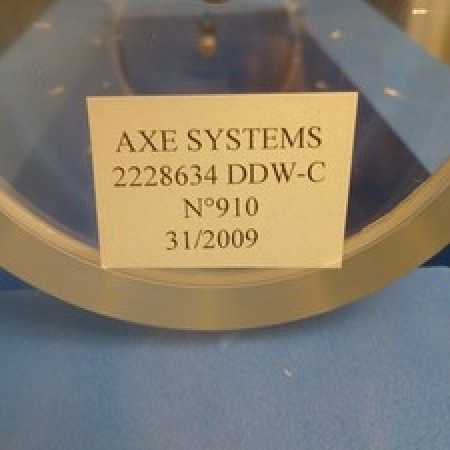 AXE SYSTEMS
2228634 DDW-C
N°910
31/2009